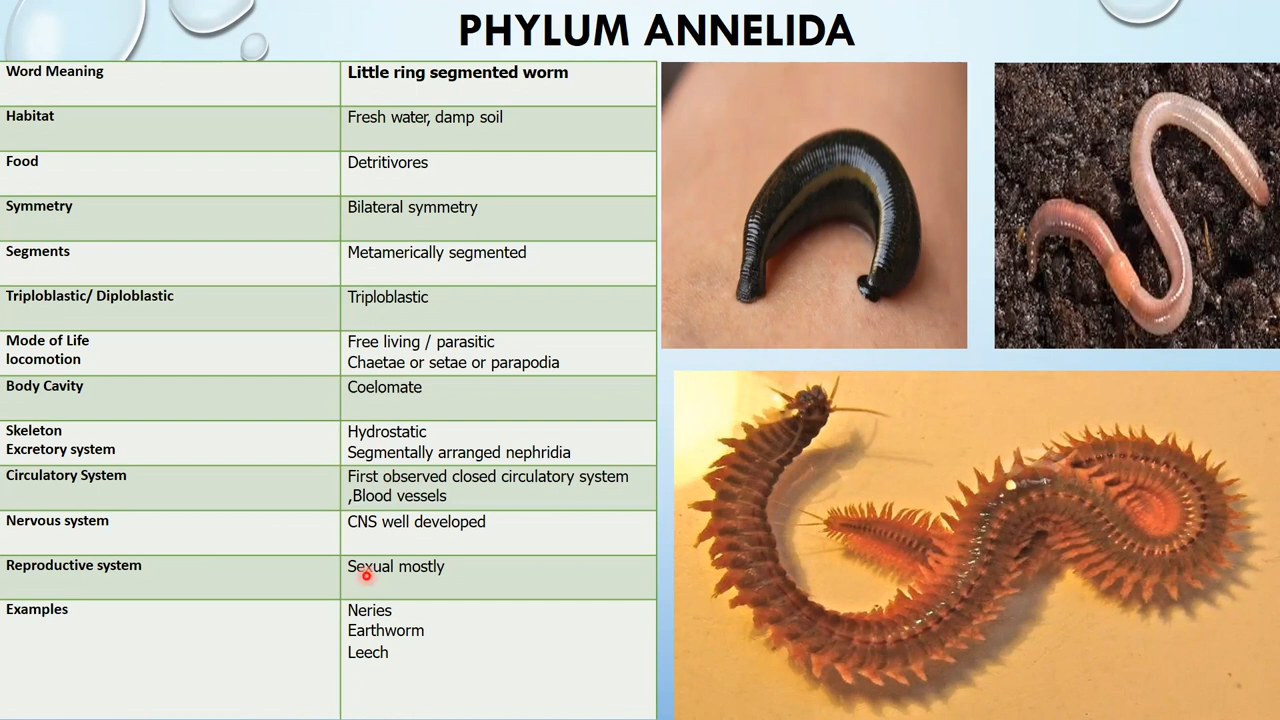 PHYLUM ANNELIDA
Word Meaning
Little ring segmented worm
Habitat
Fresh water, damp soil
Food
Detritivores
Symmetry
Bilateral symmetry
Segments
Metamerically segmented
Triploblastic/ Diploblastic
Triploblastic
Mode of Life
locomotion
Free living / parasitic
Chaetae or setae or parapodia
Body Cavity
Coelomate
Skeleton
Excretory system
Hydrostatic
Segmentally arranged nephridia
Circulatory System
First observed closed circulatory system
,Blood vessels
Nervous system
CNS well developed
Reproductive system
Sexual mostly
Examples
Neries
Earthworm
Leech